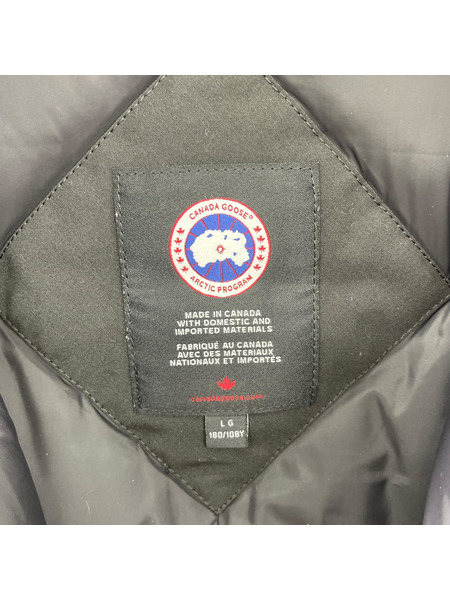 CANADA GOOSE®
ARCTIC PROGRAM
MADE IN CANADA
WITH DOMESTIC AND
IMPORTED MATERIALS
FABRIQUÉ AU CANADA
AVEC DES MATERIAUX
NATIONAUX ET IMPORTÉS
LG
180/108Y